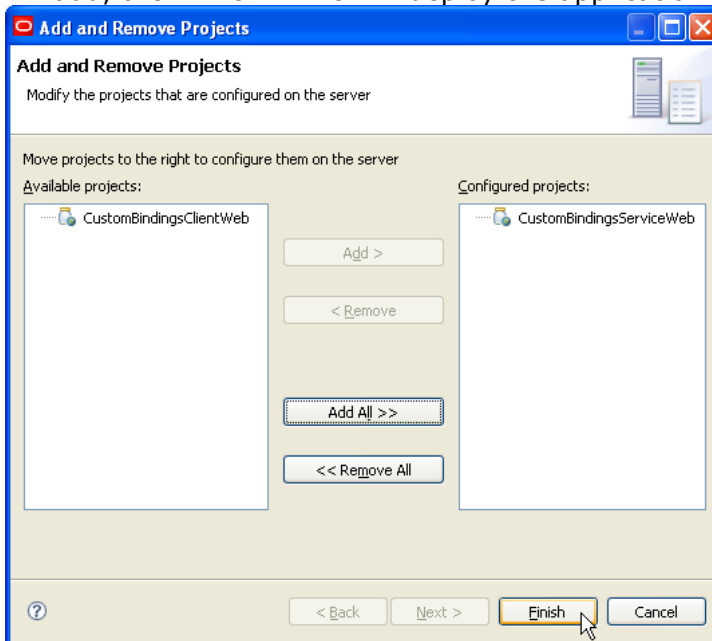 Add and Remove Projects
Add and Remove Projects
Modify the projects that are configured on the server
Move projects to the right to configure them on the server
Available projects:
Configured projects:
CustomBindingsClientWeb
CustomBindingsServiceWeb
Add >
< Remove
Add All >>
<< Remove All
< Back
Next >
Finish
Cancel